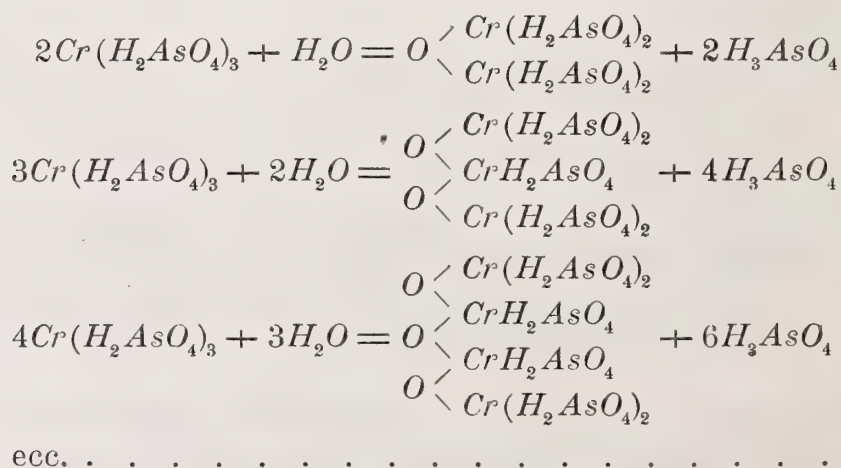 Cr(H₂AsO₄)₂
2Cr(H₂AsO₄)₃ + H₂O = O + 2H₃AsO₄
Cr(H₂AsO₄)₂
Cr(H₂AsO₄)₂
O
3Cr(H₂AsO₄)₃ + 2H₂O = CrH₂AsO₄ + 4H₃AsO₄
O
Cr(H₂AsO₄)₂
O Cr(H₂AsO₄)₂
CrH₂AsO₄
4Cr(H₂AsO₄)₃ + 3H₂O = O + 6H₃AsO₄
CrH₂AsO₄
O
Cr(H₂AsO₄)₂
ecc. . . . . . . . . . . . . . . . . . .